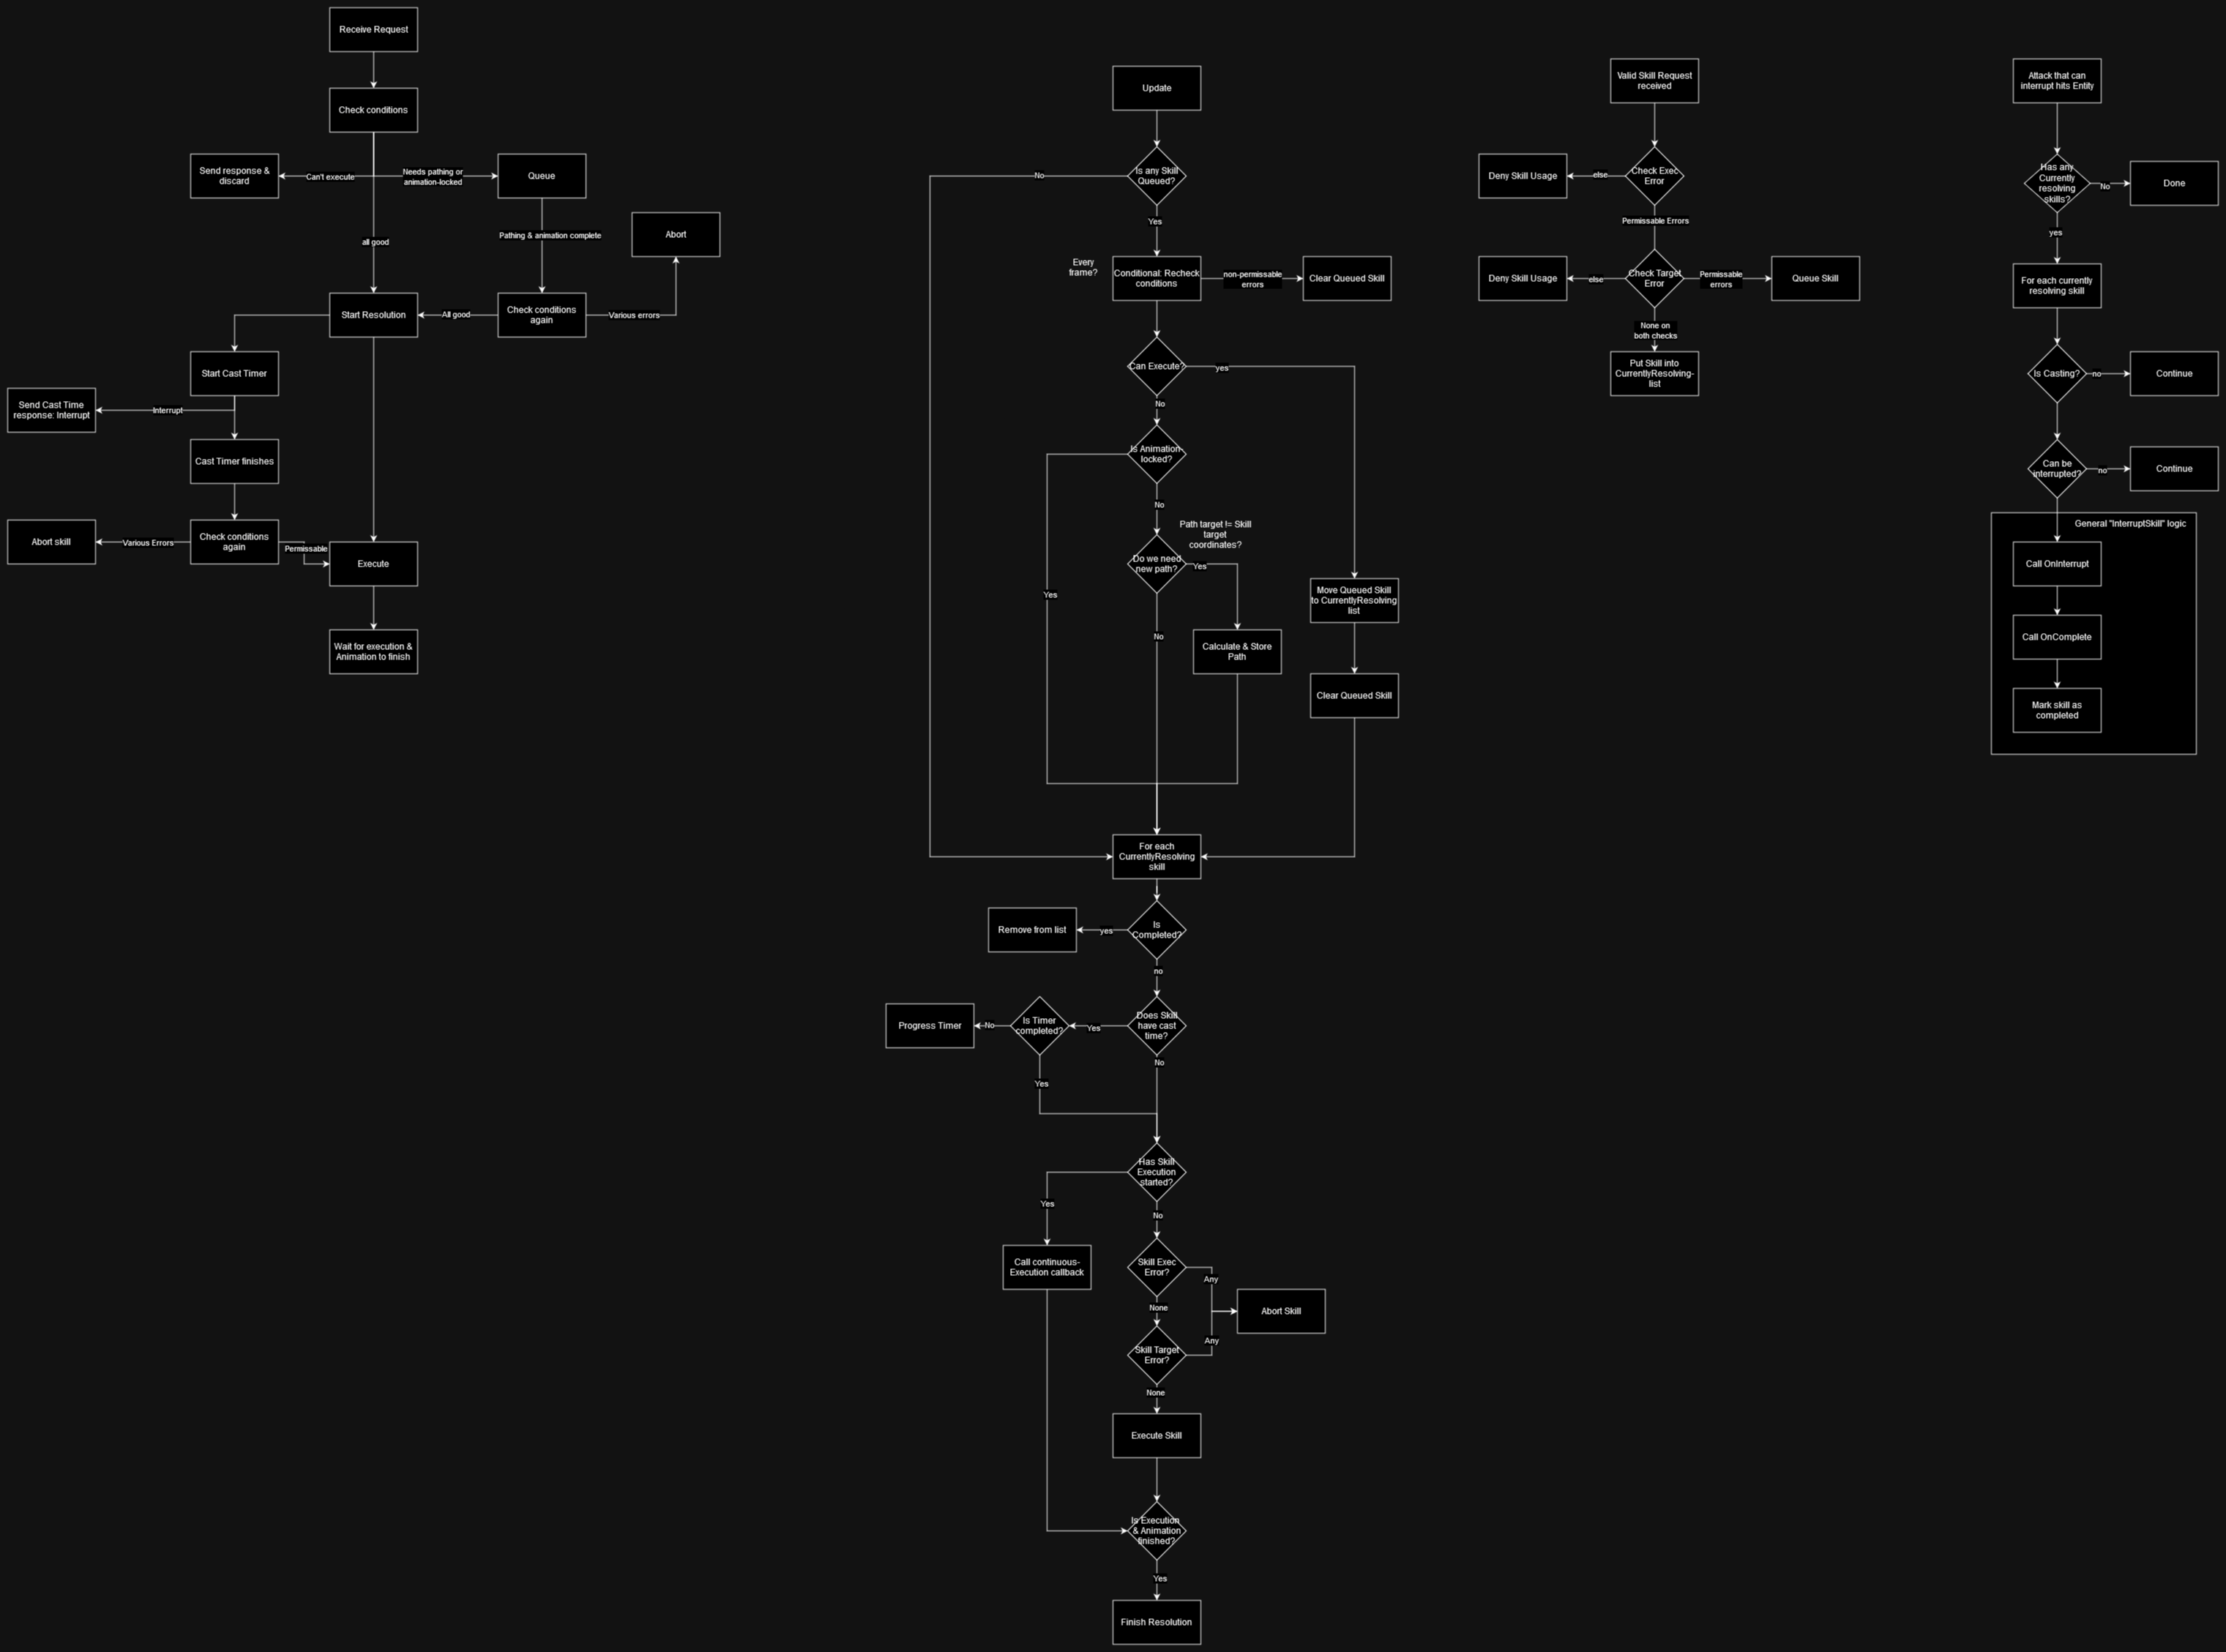 Receive Request
Check conditions
Send response &
discard
Can't execute
Needs pathing or
animation-locked
Queue
all good
Pathing & animation complete
Abort
Start Resolution
All good
Check conditions
again
Various errors
Start Cast Timer
Send Cast Time
response: Interrupt
Interrupt
Cast Timer finishes
Abort skill
Various Errors
Check conditions
again
Permissable
Execute
Wait for execution &
Animation to finish
Update
Is any Skill
Queued?
No
Yes
Every
frame?
Conditional: Recheck
conditions
non-permissable
errors
Clear Queued Skill
Can Execute?
yes
No
Is Animation-
locked?
No
Yes
Path target != Skill
target
coordinates?
Do we need
new path?
Yes
No
Calculate & Store
Path
Move Queued Skill
to CurrentlyResolving
list
Clear Queued Skill
For each
CurrentlyResolving
skill
Is
Completed?
yes
Remove from list
no
Does Skill
have cast
time?
Yes
Is Timer
completed?
No
Progress Timer
Yes
No
Has Skill
Execution
started?
Yes
No
Call continuous-
Execution callback
Skill Exec
Error?
Any
None
Abort Skill
Skill Target
Error?
Any
None
Execute Skill
Is Execution
& Animation
finished?
Yes
Finish Resolution
Valid Skill Request
received
Check Exec
Error
else
Deny Skill Usage
Permissable Errors
Check Target
Error
else
Deny Skill Usage
Permissable
errors
Queue Skill
None on
both checks
Put Skill into
CurrentlyResolving-
list
Attack that can
interrupt hits Entity
Has any
Currently
resolving
skills?
No
Done
yes
For each currently
resolving skill
Is Casting?
no
Continue
Can be
interrupted?
no
Continue
General "InterruptSkill" logic
Call OnInterrupt
Call OnComplete
Mark skill as
completed